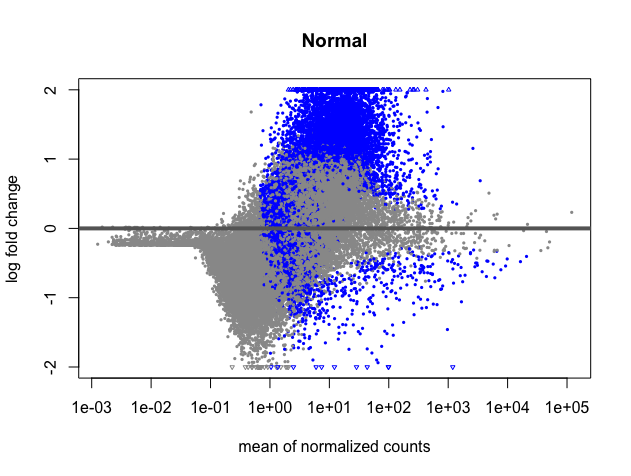 Normal
log fold change
2
1
0
-1
-2
1e-03 1e-02 1e-01 1e+00 1e+01 1e+02 1e+03 1e+04 1e+05
mean of normalized counts